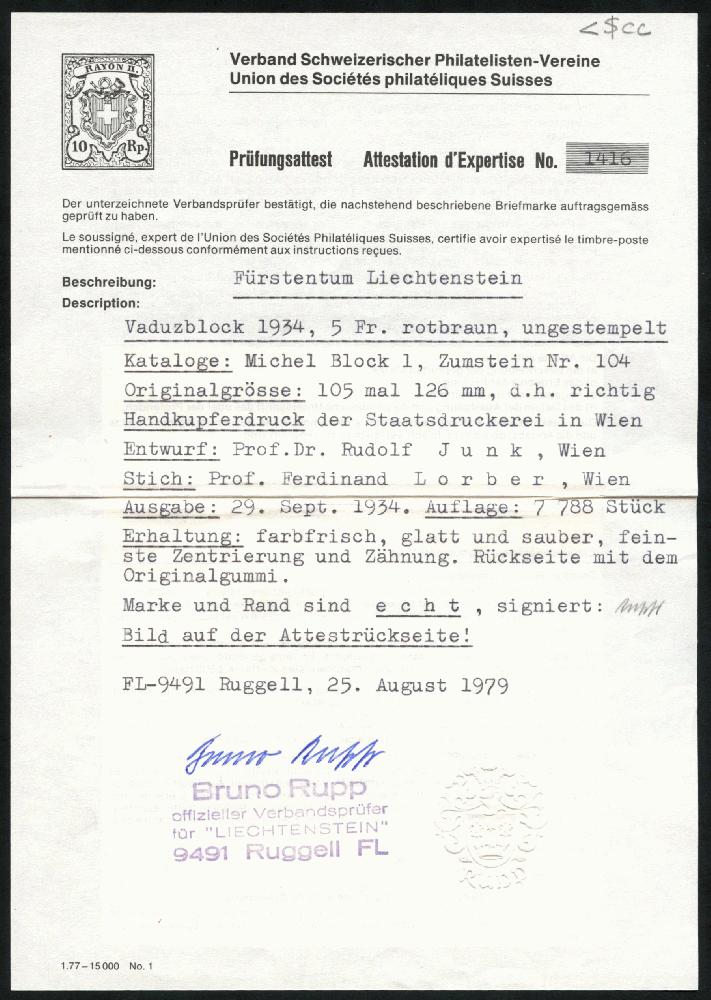 <$cc
RAYON II.
10 Rp.
Verband Schweizerischer Philatelisten-Vereine
Union des Sociétés philatéliques Suisses
Prüfungsattest Attestation d'Expertise No. 1416
Der unterzeichnete Verbandsprüfer bestätigt, die nachstehend beschriebene Briefmarke auftragsgemäss
geprüft zu haben.
Le soussigné, expert de l'Union des Sociétés Philatéliques Suisses, certifie avoir expertisé le timbre-poste
mentionné ci-dessous conformément aux instructions reçues.
Beschreibung: Fürstentum Liechtenstein
Description:
Vaduzblock 1934, 5 Fr. rotbraun, ungestempelt
Kataloge: Michel Block 1, Zumstein Nr. 104
Originalgrösse: 105 mal 126 mm, d.h. richtig
Handkupferdruck der Staatsdruckerei in Wien
Entwurf: Prof.Dr. Rudolf J u n k , Wien
Stich: Prof. Ferdinand L o r b e r , Wien
Ausgabe: 29. Sept. 1934. Auflage: 7 788 Stück
Erhaltung: farbfrisch, glatt und sauber, fein-
ste Zentrierung und Zähnung. Rückseite mit dem
Originalgummi.
Marke und Rand sind e c h t , signiert: Rupp
Bild auf der Attestrückseite!
FL-9491 Ruggell, 25. August 1979
Bruno Rupp
Bruno Rupp
offizieller Verbandsprüfer
für "LIECHTENSTEIN"
9491 Ruggell FL
Rupp
1.77–15000 No. 1